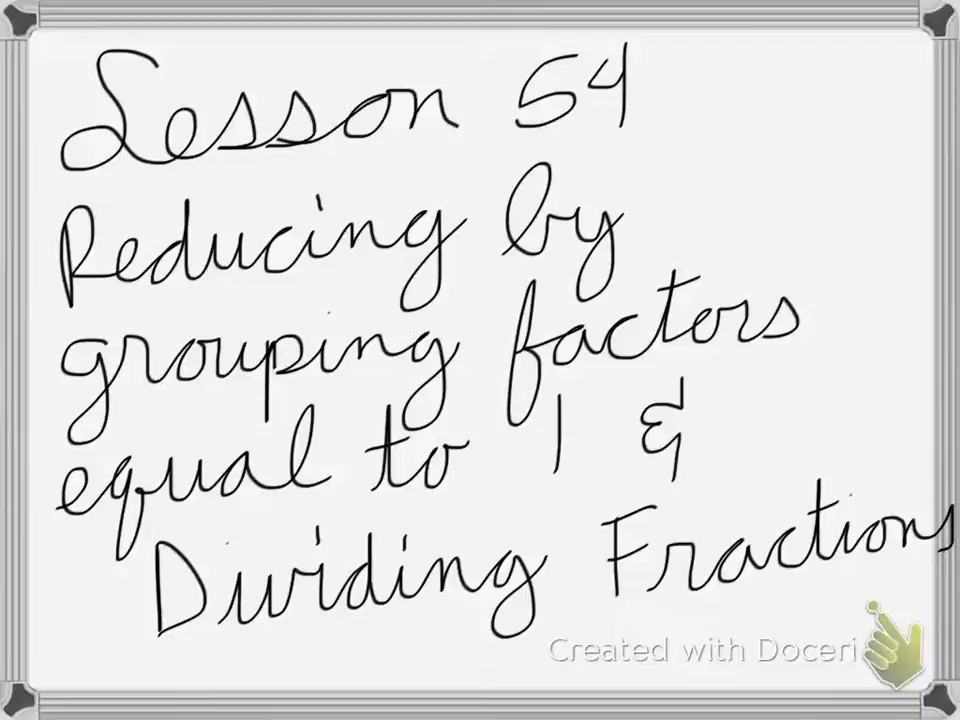 Lesson 54
Reducing by
grouping factors
equal to 1 &
Dividing Fractions
Created with Doceri